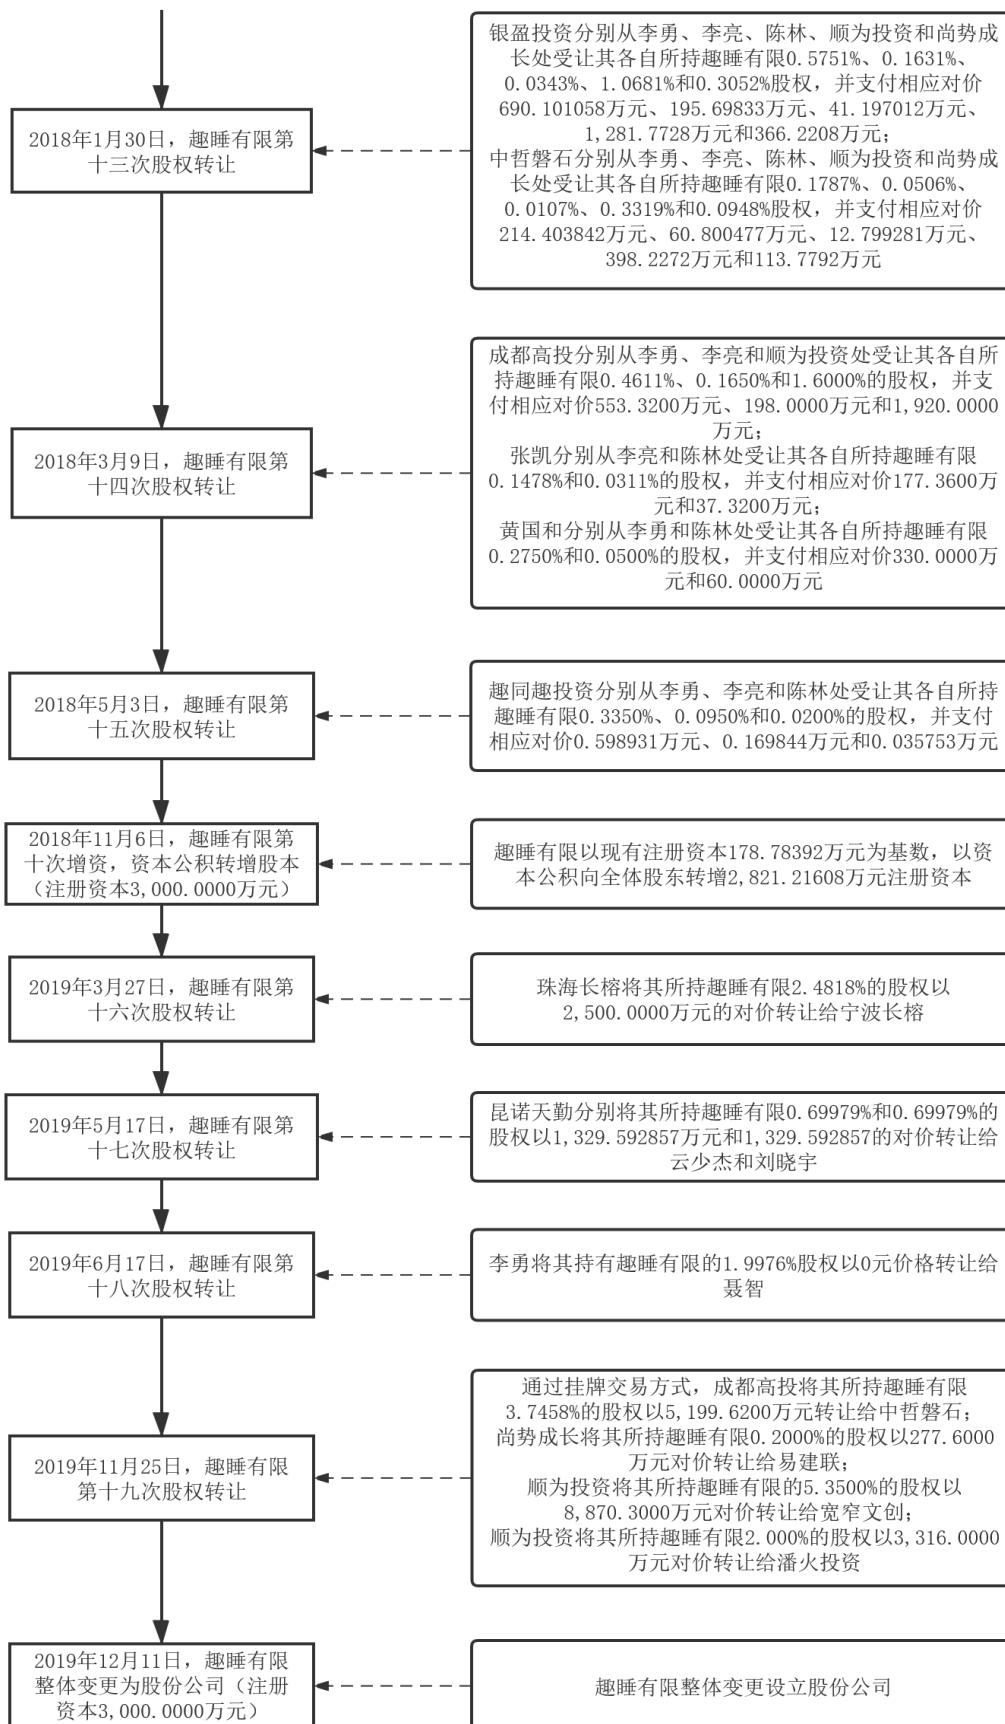 银盈投资分别从李勇、李亮、陈林、顺为投资和尚势成
长处受让其各自所持趣睡有限0.5751%、0.1631%、
0.0343%、1.0681%和0.3052%股权，并支付相应对价
690.101058万元、195.69833万元、41.197012万元、
1,281.7728万元和366.2208万元；
中哲磐石分别从李勇、李亮、陈林、顺为投资和尚势成
长处受让其各自所持趣睡有限0.1787%、0.0506%、
0.0107%、0.3319%和0.0948%股权，并支付相应对价
214.403842万元、60.800477万元、12.799281万元、
398.2272万元和113.7792万元
2018年1月30日，趣睡有限第
十三次股权转让
成都高投分别从李勇、李亮和顺为投资处受让其各自所
持趣睡有限0.4611%、0.1650%和1.6000%的股权，并支
付相应对价553.3200万元、198.0000万元和1,920.0000
万元；
张凯分别从李亮和陈林处受让其各自所持趣睡有限
0.1478%和0.0311%的股权，并支付相应对价177.3600万
元和37.3200万元；
黄国和分别从李勇和陈林处受让其各自所持趣睡有限
0.2750%和0.0500%的股权，并支付相应对价330.0000万
元和60.0000万元
2018年3月9日，趣睡有限第
十四次股权转让
2018年5月3日，趣睡有限第
十五次股权转让
趣同趣投资分别从李勇、李亮和陈林处受让其各自所持
趣睡有限0.3350%、0.0950%和0.0200%的股权，并支付
相应对价0.598931万元、0.169844万元和0.035753万元
2018年11月6日，趣睡有限第
十次增资，资本公积转增股本
（注册资本3,000.0000万元）
趣睡有限以现有注册资本178.78392万元为基数，以资
本公积向全体股东转增2,821.21608万元注册资本
2019年3月27日，趣睡有限第
十六次股权转让
珠海长榕将其所持趣睡有限2.4818%的股权以
2,500.0000万元的对价转让给宁波长榕
2019年5月17日，趣睡有限第
十七次股权转让
昆诺天勤分别将其所持趣睡有限0.69979%和0.69979%的
股权以1,329.592857万元和1,329.592857的对价转让给
云少杰和刘晓宇
2019年6月17日，趣睡有限第
十八次股权转让
李勇将其持有趣睡有限的1.9976%股权以0元价格转让给
聂智
通过挂牌交易方式，成都高投将其所持趣睡有限
3.7458%的股权以5,199.6200万元转让给中哲磐石；
尚势成长将其所持趣睡有限0.2000%的股权以277.6000
万元对价转让给易建联；
顺为投资将其所持趣睡有限的5.3500%的股权以
8,870.3000万元对价转让给宽窄文创；
顺为投资将其所持趣睡有限2.000%的股权以3,316.0000
万元对价转让给潘火投资
2019年11月25日，趣睡有限
第十九次股权转让
2019年12月11日，趣睡有限
整体变更为股份公司（注册
资本3,000.0000万元）
趣睡有限整体变更设立股份公司